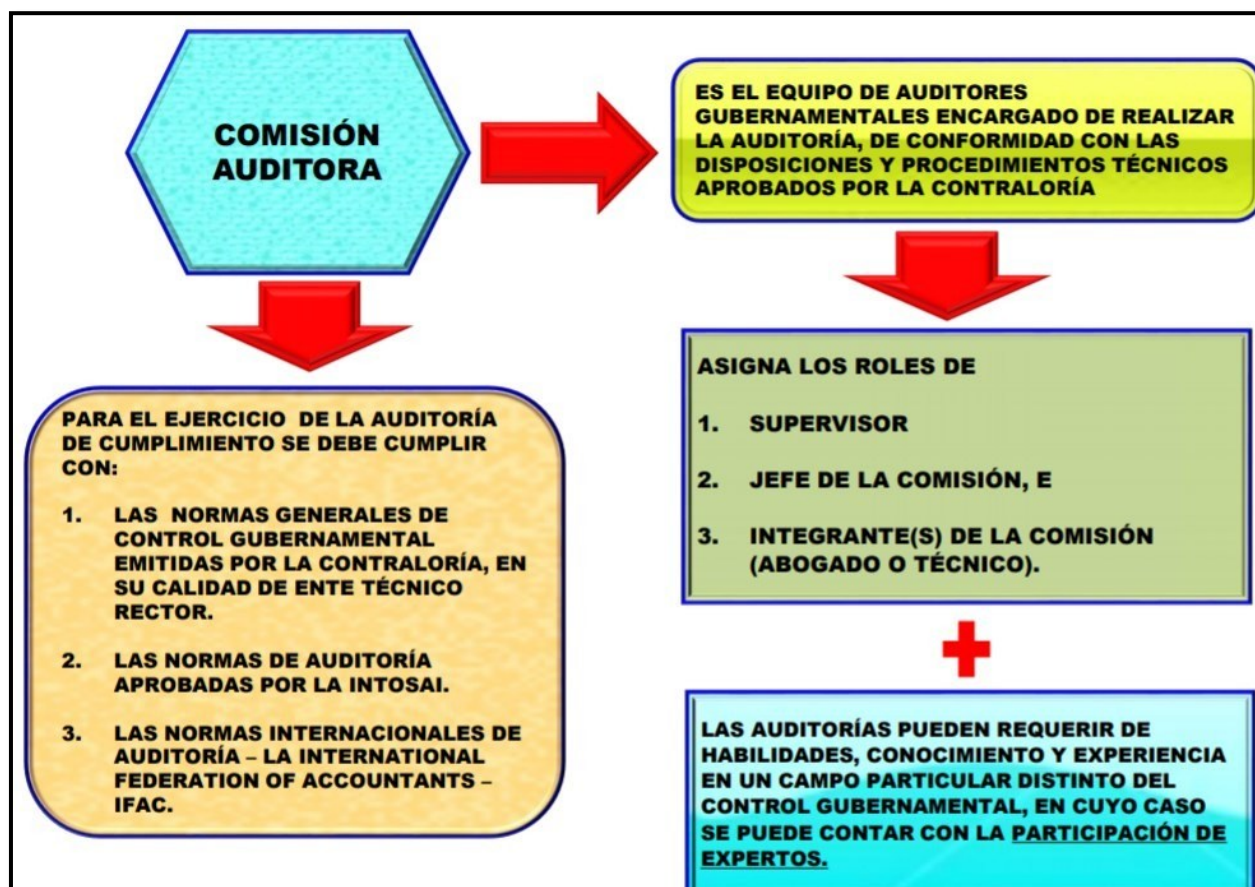 COMISIÓN
AUDITORA
ES EL EQUIPO DE AUDITORES
GUBERNAMENTALES ENCARGADO DE REALIZAR
LA AUDITORÍA, DE CONFORMIDAD CON LAS
DISPOSICIONES Y PROCEDIMIENTOS TÉCNICOS
APROBADOS POR LA CONTRALORÍA
ASIGNA LOS ROLES DE
1. SUPERVISOR
2. JEFE DE LA COMISIÓN, E
3. INTEGRANTE(S) DE LA COMISIÓN
(ABOGADO O TÉCNICO).
LAS AUDITORÍAS PUEDEN REQUERIR DE
HABILIDADES, CONOCIMIENTO Y EXPERIENCIA
EN UN CAMPO PARTICULAR DISTINTO DEL
CONTROL GUBERNAMENTAL, EN CUYO CASO
SE PUEDE CONTAR CON LA PARTICIPACIÓN DE
EXPERTOS.
PARA EL EJERCICIO DE LA AUDITORÍA
DE CUMPLIMIENTO SE DEBE CUMPLIR
CON:
1. LAS NORMAS GENERALES DE
CONTROL GUBERNAMENTAL
EMITIDAS POR LA CONTRALORÍA, EN
SU CALIDAD DE ENTE TÉCNICO
RECTOR.
2. LAS NORMAS DE AUDITORÍA
APROBADAS POR LA INTOSAI.
3. LAS NORMAS INTERNACIONALES DE
AUDITORÍA – LA INTERNATIONAL
FEDERATION OF ACCOUNTANTS –
IFAC.